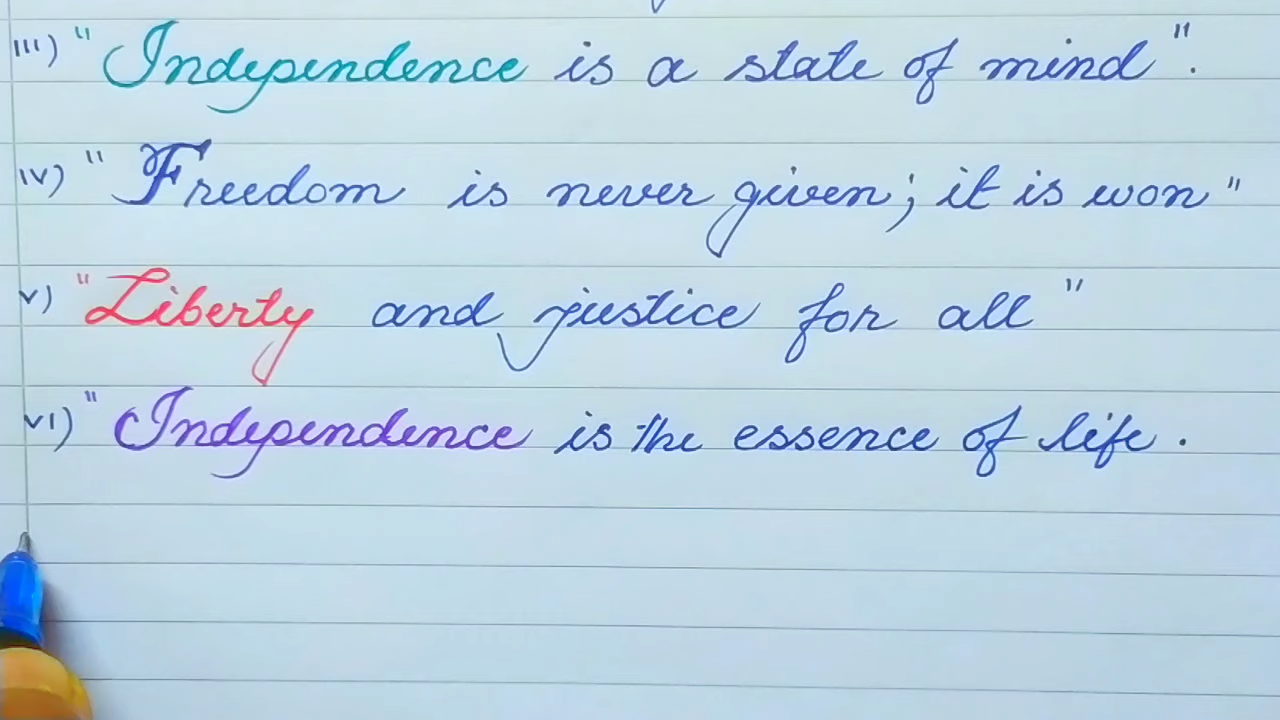 III) "Independence is a state of mind".
IV) "Freedom is never given; it is won"
V) "Liberty and justice for all"
VI) "Independence is the essence of life.